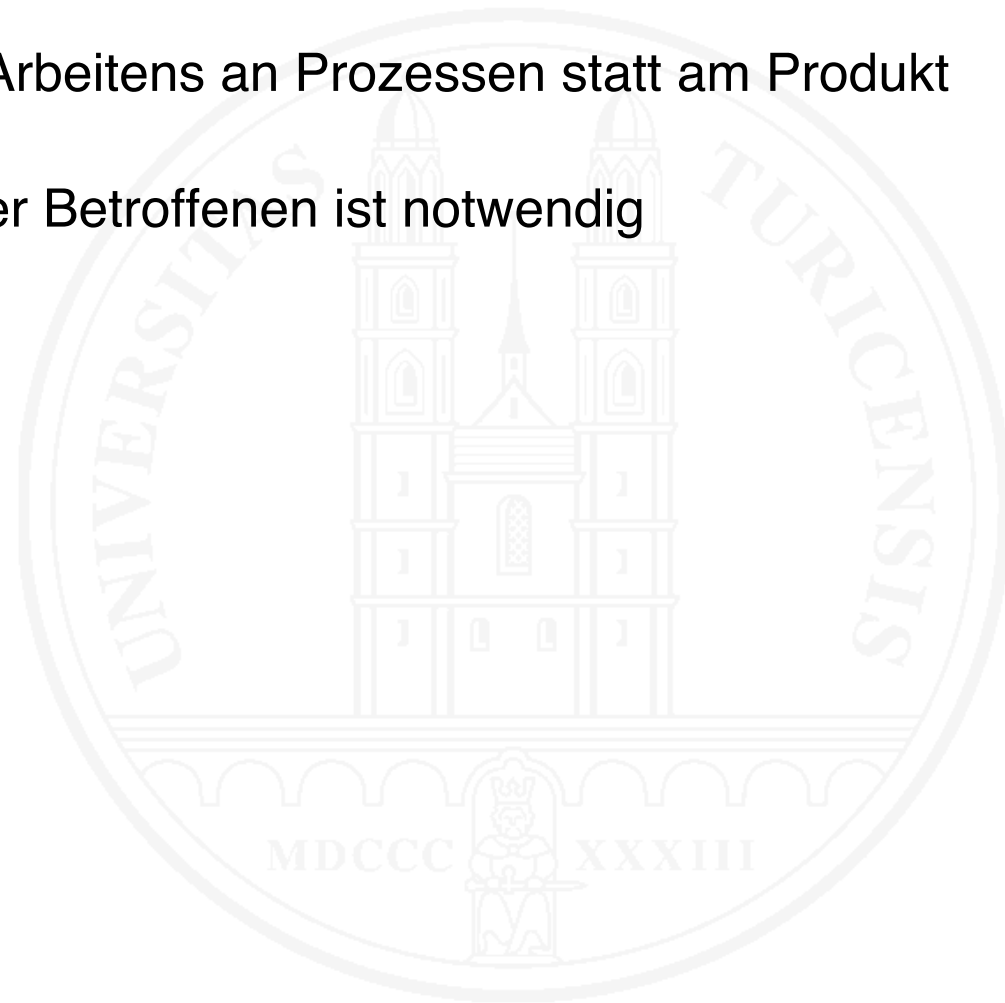 Arbeitens an Prozessen statt am Produkt
er Betroffenen ist notwendig
UNIVERSITAS TURICENSIS
MDCCC XXXIII